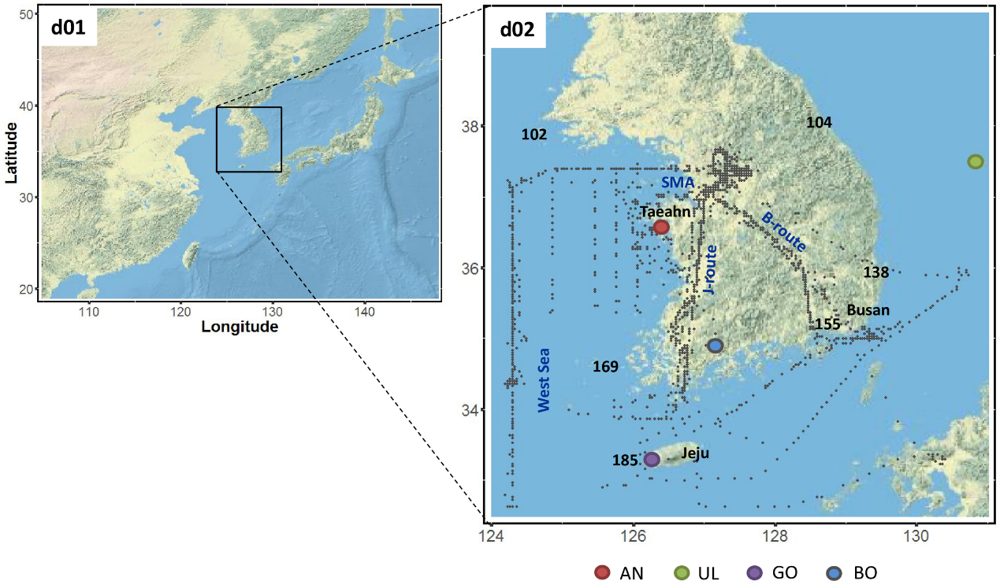 d01
50
40
30
20
Latitude
110
120
130
140
Longitude
d02
38
36
34
102
104
SMA
Taeahn
B-route
J-route
138
Busan
155
169
West Sea
185
Jeju
124
126
128
130
AN
UL
GO
BO